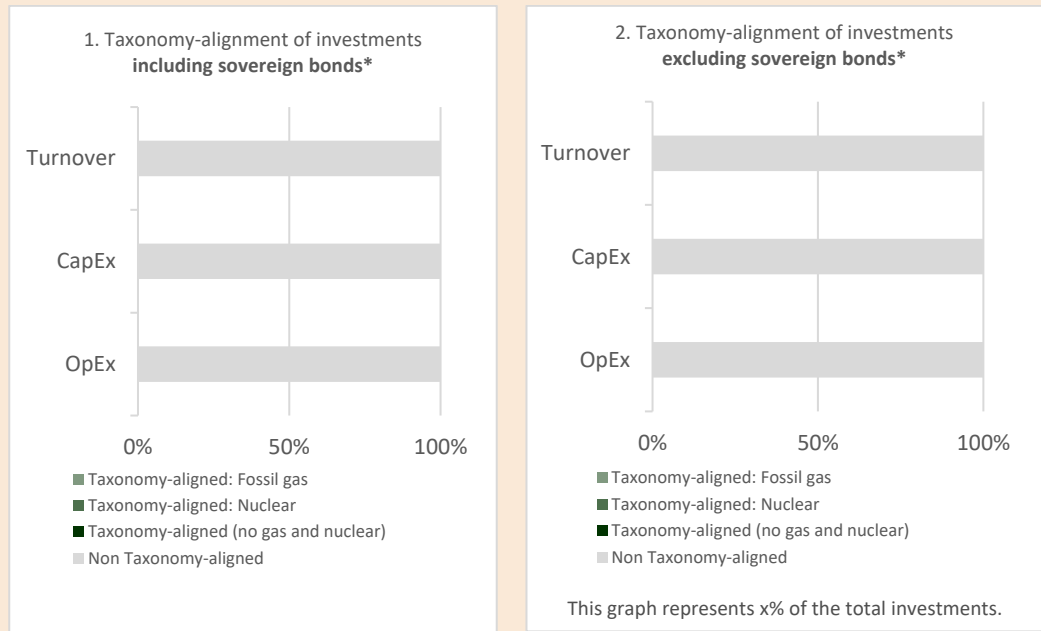 1. Taxonomy-alignment of investments
including sovereign bonds*
Turnover
CapEx
OpEx
0% 50% 100%
Taxonomy-aligned: Fossil gas
Taxonomy-aligned: Nuclear
Taxonomy-aligned (no gas and nuclear)
Non Taxonomy-aligned
2. Taxonomy-alignment of investments
excluding sovereign bonds*
Turnover
CapEx
OpEx
0% 50% 100%
Taxonomy-aligned: Fossil gas
Taxonomy-aligned: Nuclear
Taxonomy-aligned (no gas and nuclear)
Non Taxonomy-aligned
This graph represents x% of the total investments.